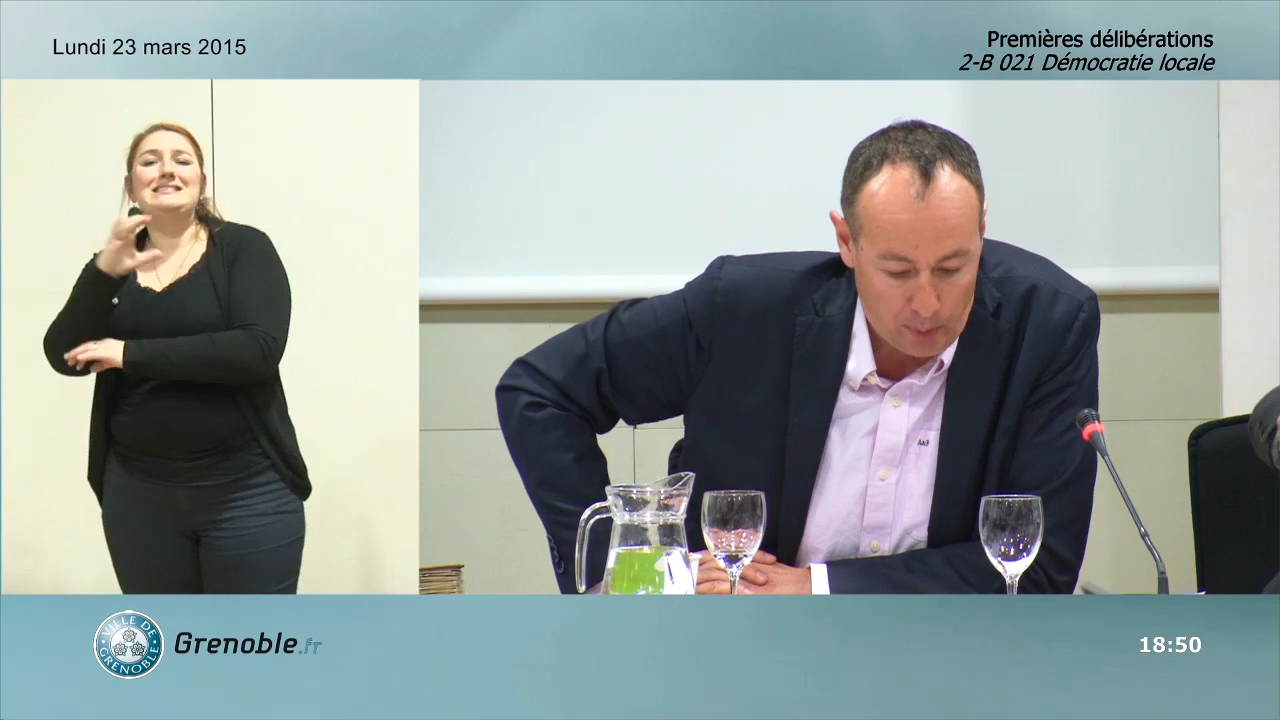 Lundi 23 mars 2015
Premières délibérations
2-B 021 Démocratie locale
VILLE DE GRENOBLE
Grenoble.fr
18:50